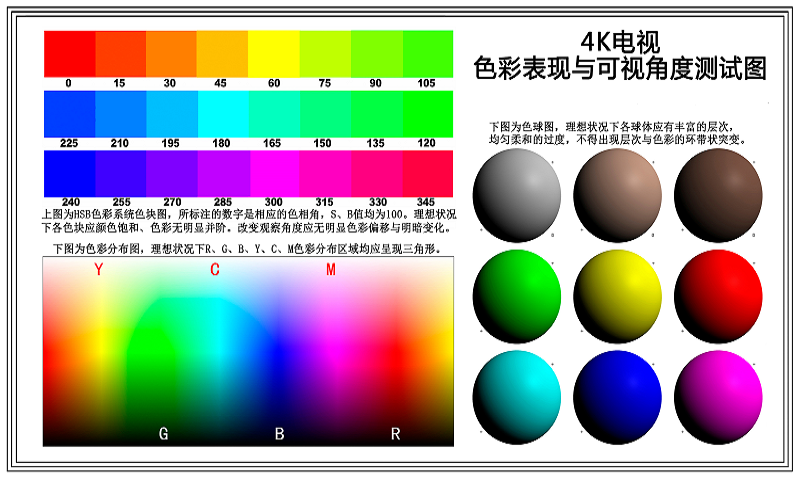 4K电视
色彩表现与可视角度测试图
0 15 30 45 60 75 90 105
225 210 195 180 165 150 135 120
240 255 270 285 300 315 330 345
上图为HSB色彩系统色块图，所标注的数字是相应的色相角，S、B值均为100。理想状况
下各色块应颜色饱和、色彩无明显并阶。改变观察角度应无明显色彩偏移与明暗变化。
下图为色彩分布图，理想状况下R、G、B、Y、C、M色彩分布区域均应呈现三角形。
Y C M
G B R
下图为色球图，理想状况下各球体应有丰富的层次，
均匀柔和的过度，不得出现层次与色彩的环带状突变。